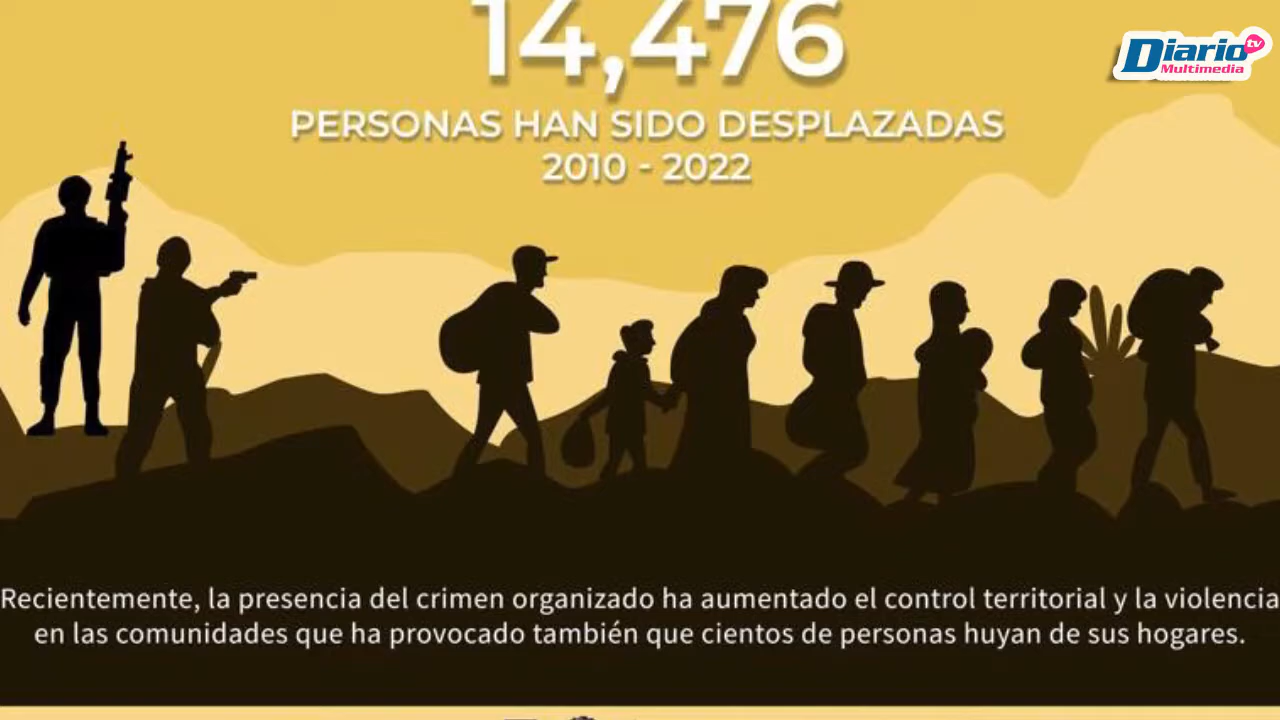 14,476
PERSONAS HAN SIDO DESPLAZADAS
2010 - 2022
Diario tv
Multimedia
Recientemente, la presencia del crimen organizado ha aumentado el control territorial y la violencia
en las comunidades que ha provocado también que cientos de personas huyan de sus hogares.